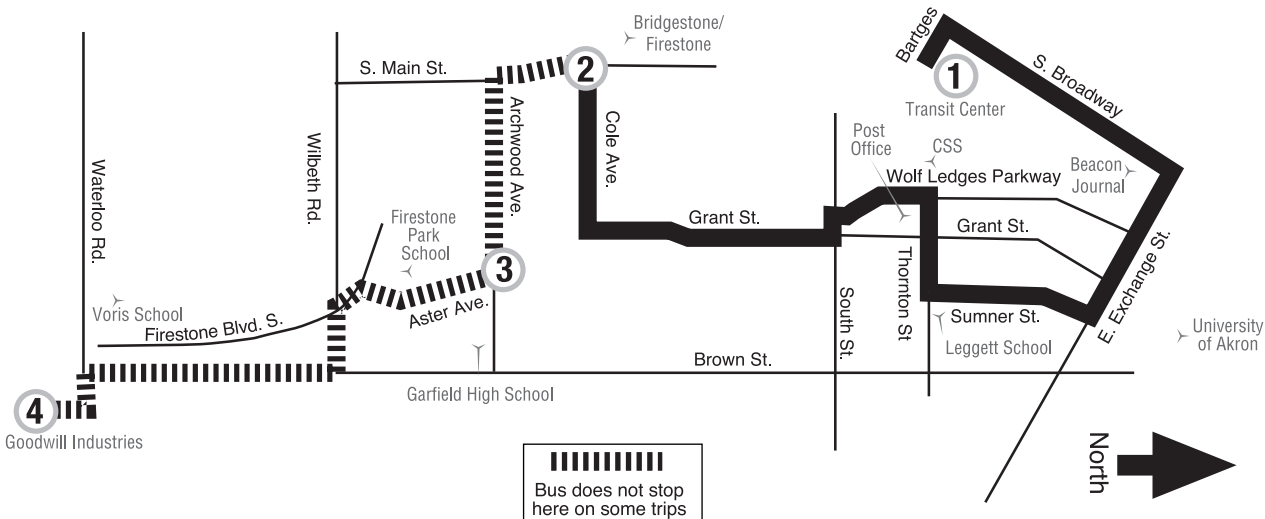 Bridgestone/
Firestone
Bartges
S. Broadway
1
Transit Center
2
S. Main St.
Archwood Ave.
Cole Ave.
Post
Office
CSS
Wolf Ledges Parkway
Beacon
Journal
Waterloo Rd.
Wilbeth Rd.
Firestone
Park
School
Grant St.
Grant St.
3
Thornton St
E. Exchange St.
Aster Ave.
Voris School
Firestone Blvd. S.
South St.
Sumner St.
University
of Akron
Leggett School
Brown St.
Garfield High School
4
Goodwill Industries
North
Bus does not stop
here on some trips